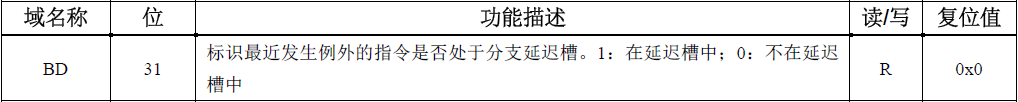 域名称 位 功能描述 读/写 复位值
标识最近发生例外的指令是否处于分支延迟槽。1：在延迟槽中；0：不在延迟
BD 31 R 0x0
槽中